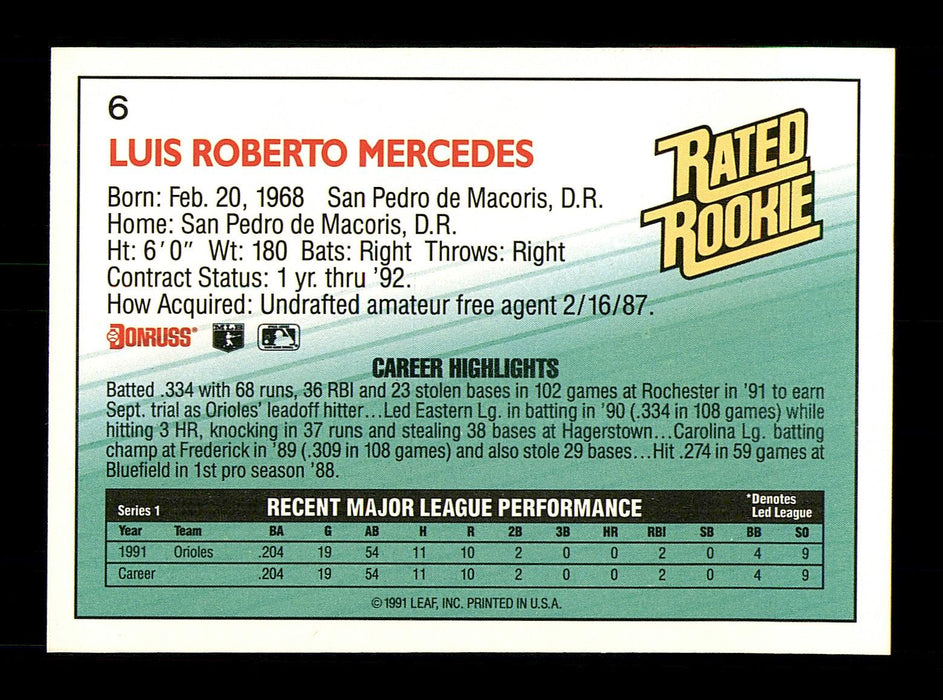 6
LUIS ROBERTO MERCEDES
RATED
ROOKIE
Born: Feb. 20, 1968 San Pedro de Macoris, D.R.
Home: San Pedro de Macoris, D.R.
Ht: 6'0" Wt: 180 Bats: Right Throws: Right
Contract Status: 1 yr. thru '92.
How Acquired: Undrafted amateur free agent 2/16/87.
DONRUSS MLB
CAREER HIGHLIGHTS
Batted .334 with 68 runs, 36 RBI and 23 stolen bases in 102 games at Rochester in '91 to earn
Sept. trial as Orioles' leadoff hitter...Led Eastern Lg. in batting in '90 (.334 in 108 games) while
hitting 3 HR, knocking in 37 runs and stealing 38 bases at Hagerstown...Carolina Lg. batting
champ at Frederick in '89 (.309 in 108 games) and also stole 29 bases...Hit .274 in 59 games at
Bluefield in 1st pro season '88.
Series 1 RECENT MAJOR LEAGUE PERFORMANCE *Denotes
Led League
Year Team BA G AB H R 2B 3B HR RBI SB BB SO
1991 Orioles .204 19 54 11 10 2 0 0 2 0 4 9
Career .204 19 54 11 10 2 0 0 2 0 4 9
©1991 LEAF, INC. PRINTED IN U.S.A.